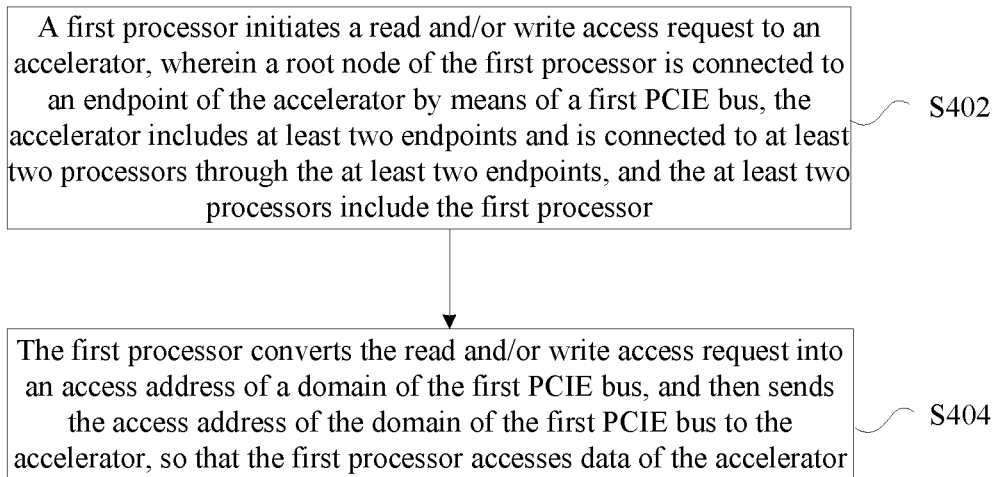 A first processor initiates a read and/or write access request to an
accelerator, wherein a root node of the first processor is connected to
an endpoint of the accelerator by means of a first PCIE bus, the
accelerator includes at least two endpoints and is connected to at least
two processors through the at least two endpoints, and the at least two
processors include the first processor
S402
The first processor converts the read and/or write access request into
an access address of a domain of the first PCIE bus, and then sends
the access address of the domain of the first PCIE bus to the
accelerator, so that the first processor accesses data of the accelerator
S404